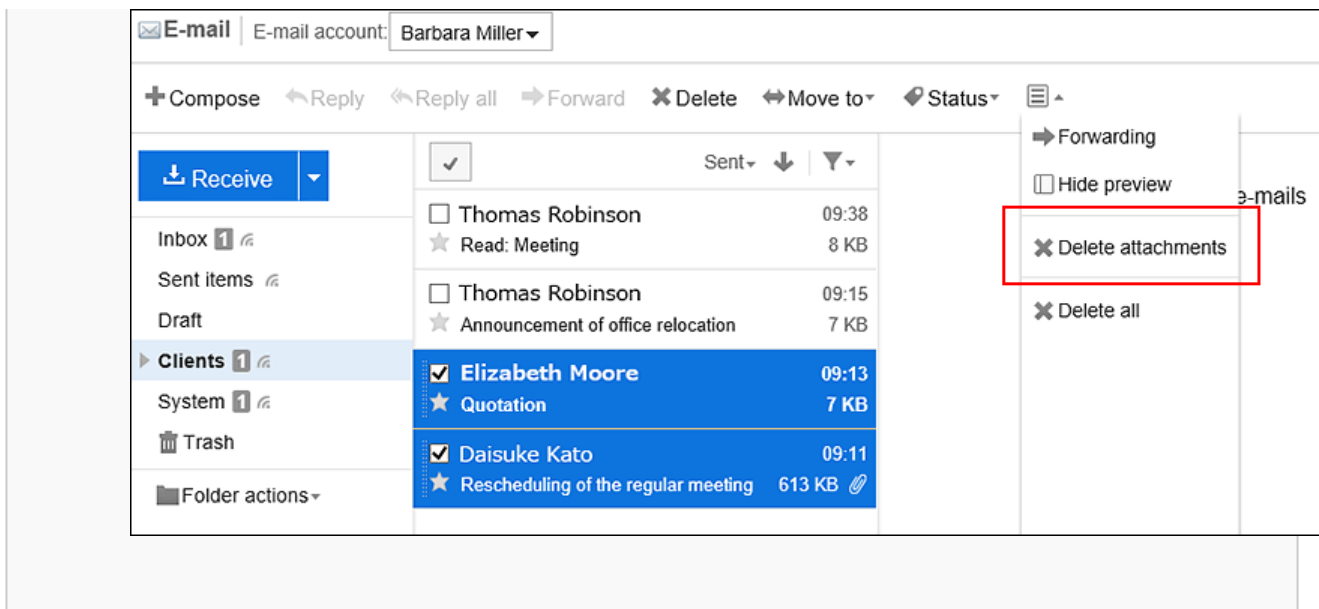 E-mail E-mail account: Barbara Miller
Compose Reply Reply all Forward Delete Move to Status
Forwarding
Hide preview
Delete attachments
Delete all
e-mails
Receive
Inbox 1
Sent items
Draft
Clients 1
System 1
Trash
Folder actions
Sent
Thomas Robinson 09:38
Read: Meeting 8 KB
Thomas Robinson 09:15
Announcement of office relocation 7 KB
Elizabeth Moore 09:13
Quotation 7 KB
Daisuke Kato 09:11
Rescheduling of the regular meeting 613 KB